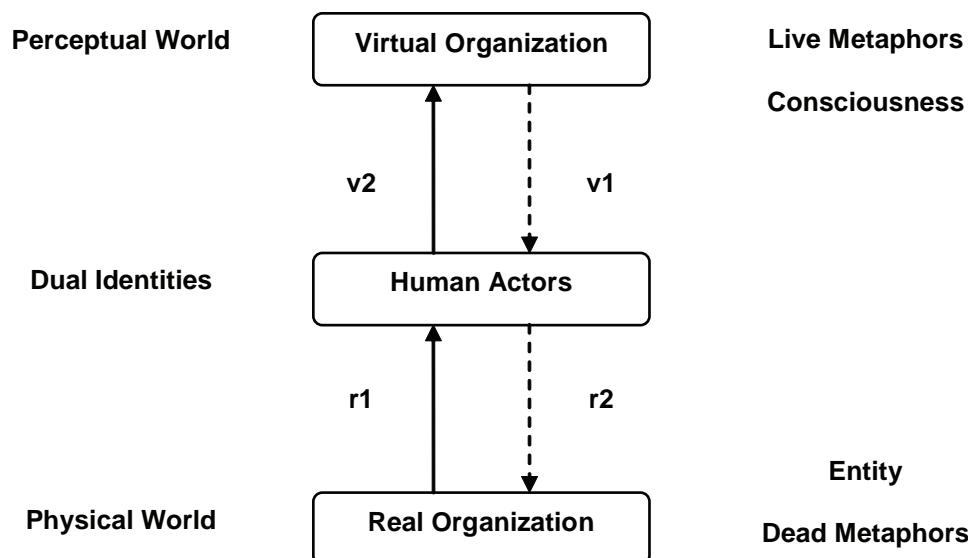 Perceptual World
Virtual Organization
Live Metaphors
Consciousness
v2
v1
Dual Identities
Human Actors
r1
r2
Entity
Physical World
Real Organization
Dead Metaphors